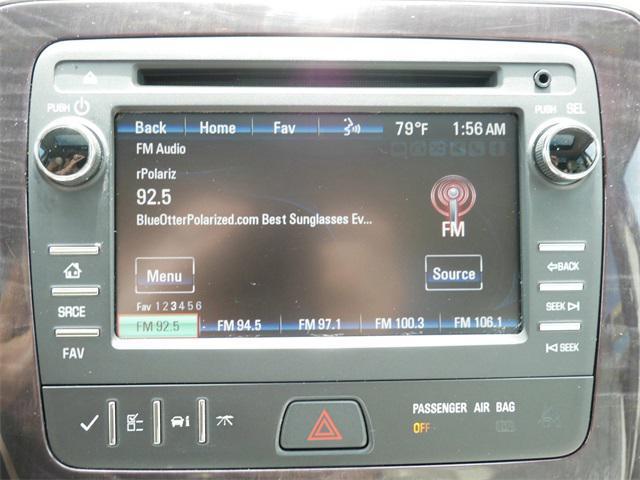 PUSH
PUSH SEL
Back Home Fav 79°F 1:56 AM
FM Audio
rPolariz
92.5
BlueOtterPolarized.com Best Sunglasses Ev...
FM
Menu Source
Fav 1 2 3 4 5 6
FM 92.5 FM 94.5 FM 97.1 FM 100.3 FM 106.1
SRCE
FAV
BACK
SEEK
SEEK
PASSENGER AIR BAG
OFF